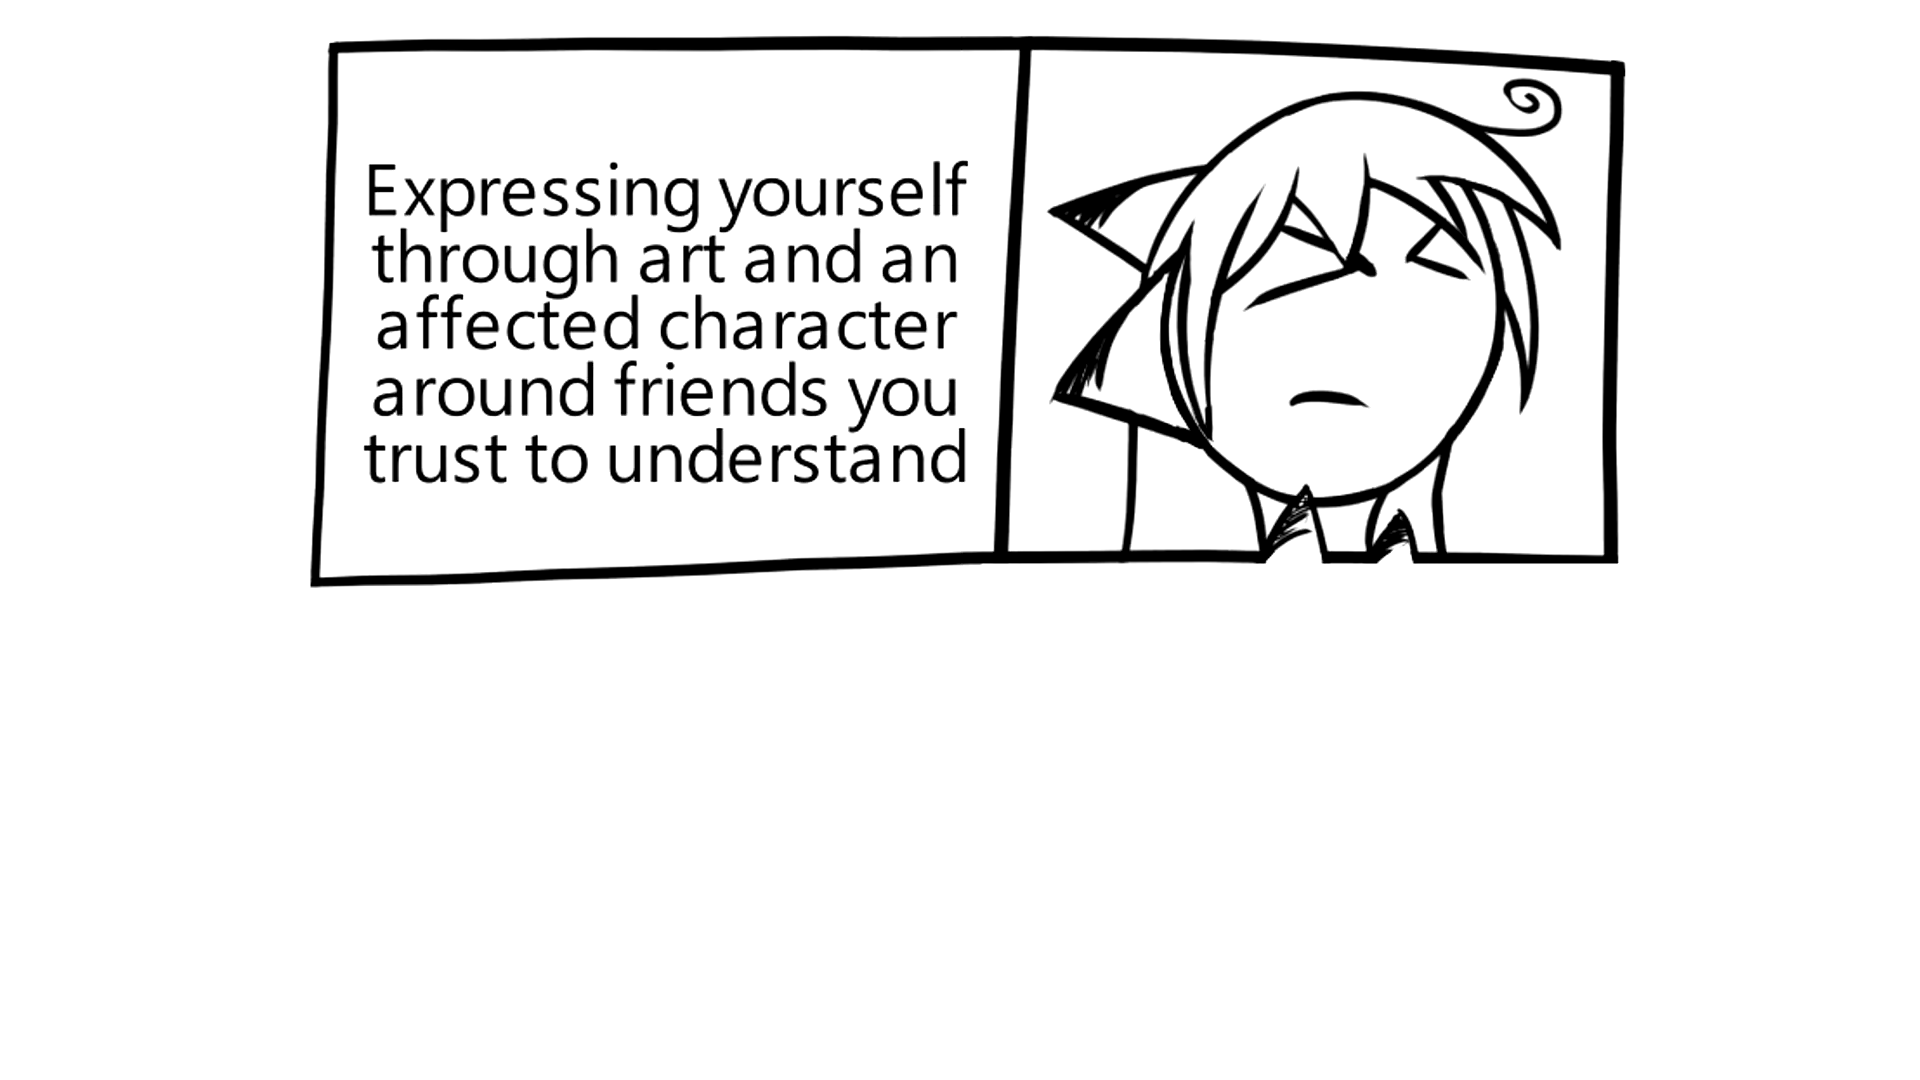 Expressing yourself
through art and an
affected character
around friends you
trust to understand